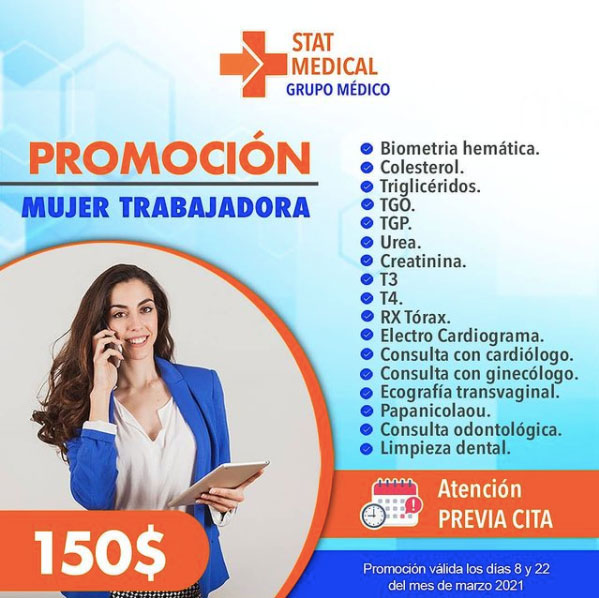 STAT
MEDICAL
GRUPO MÉDICO
PROMOCIÓN
MUJER TRABAJADORA
Biometria hemática.
Colesterol.
Triglicéridos.
TGO.
TGP.
Urea.
Creatinina.
T3
T4.
RX Tórax.
Electro Cardiograma.
Consulta con cardiólogo.
Consulta con ginecólogo.
Ecografía transvaginal.
Papanicolaou.
Consulta odontológica.
Limpieza dental.
Atención
PREVIA CITA
150$
Promoción válida los días 8 y 22
del mes de marzo 2021